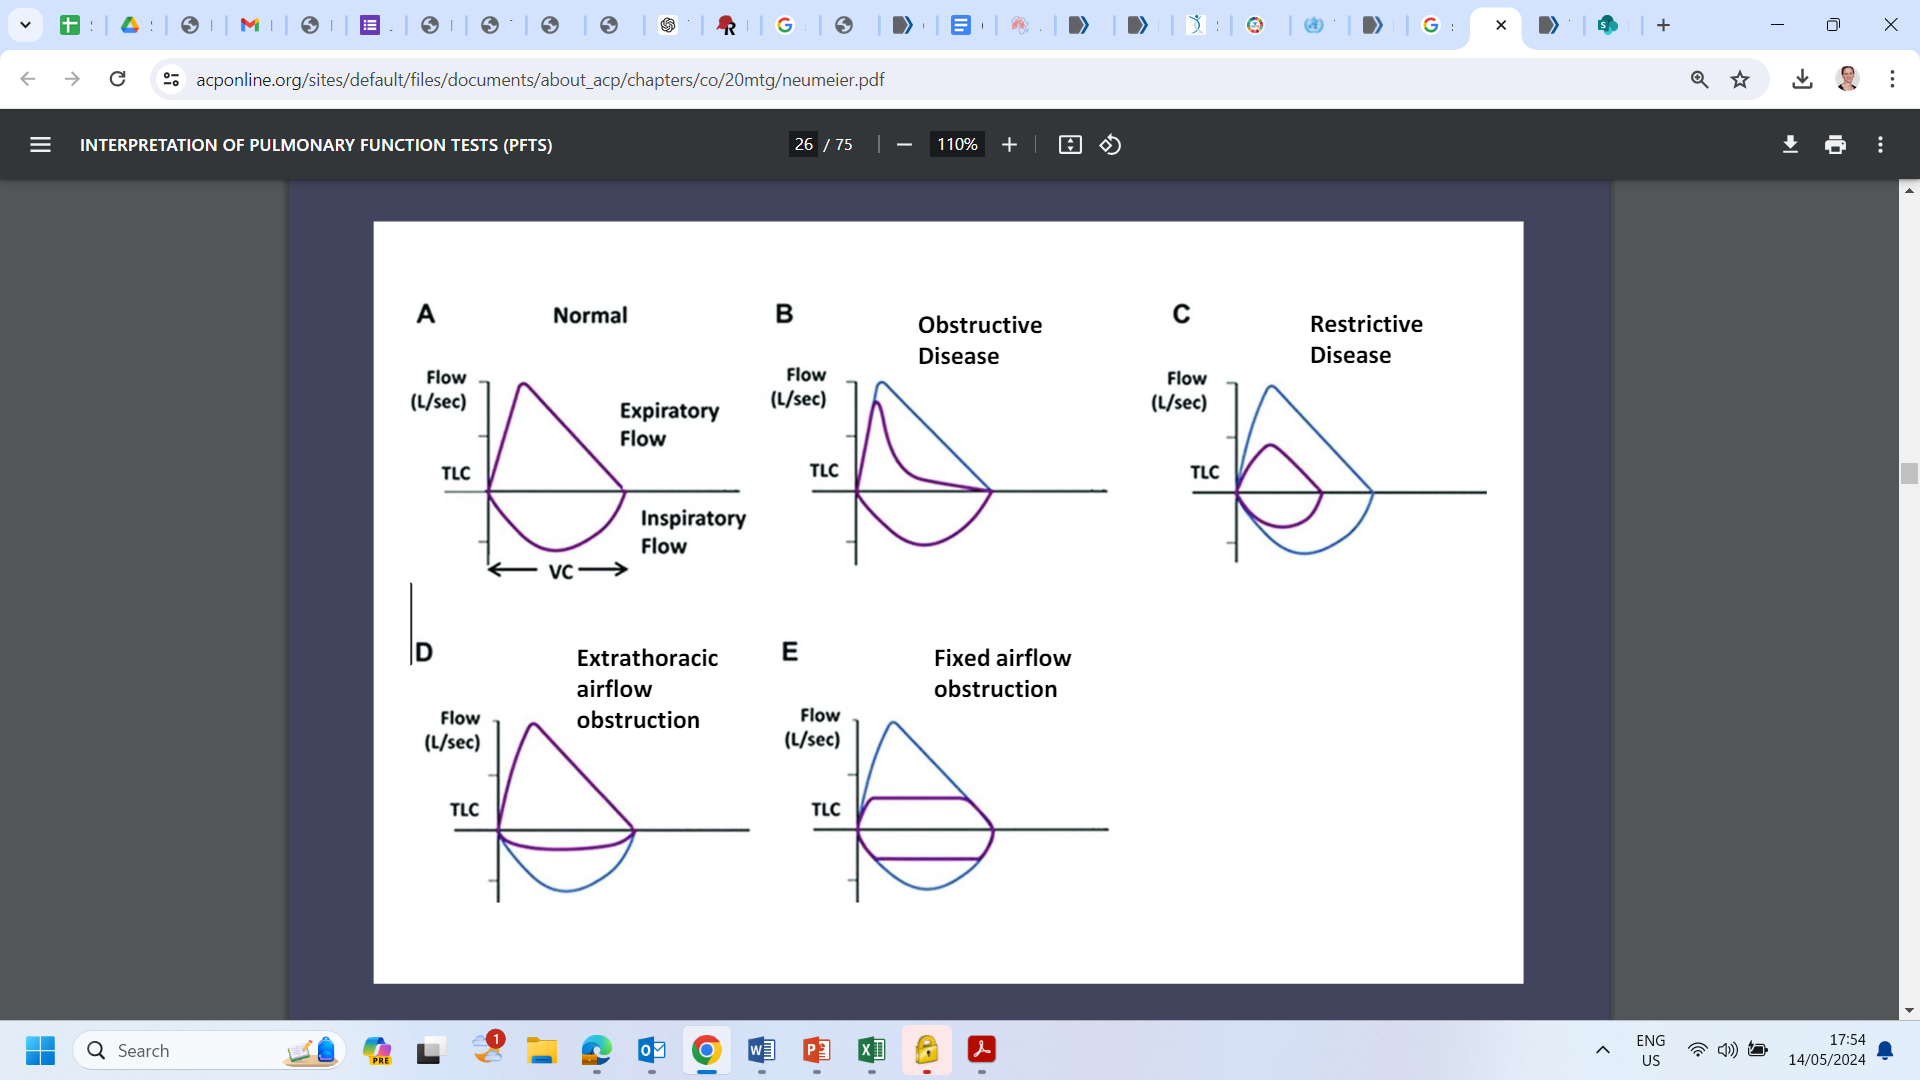 acponline.org/sites/default/files/documents/about_acp/chapters/co/20mtg/neumeier.pdf
INTERPRETATION OF PULMONARY FUNCTION TESTS (PFTS)
26 / 75
110%
A
Normal
Flow
(L/sec)
Expiratory
Flow
TLC
Inspiratory
Flow
VC
B
Obstructive
Disease
Flow
(L/sec)
TLC
C
Restrictive
Disease
Flow
(L/sec)
TLC
D
Extrathoracic
airflow
obstruction
Flow
(L/sec)
TLC
E
Fixed airflow
obstruction
Flow
(L/sec)
TLC
Search
PRE
1
ENG
US
17:54
14/05/2024